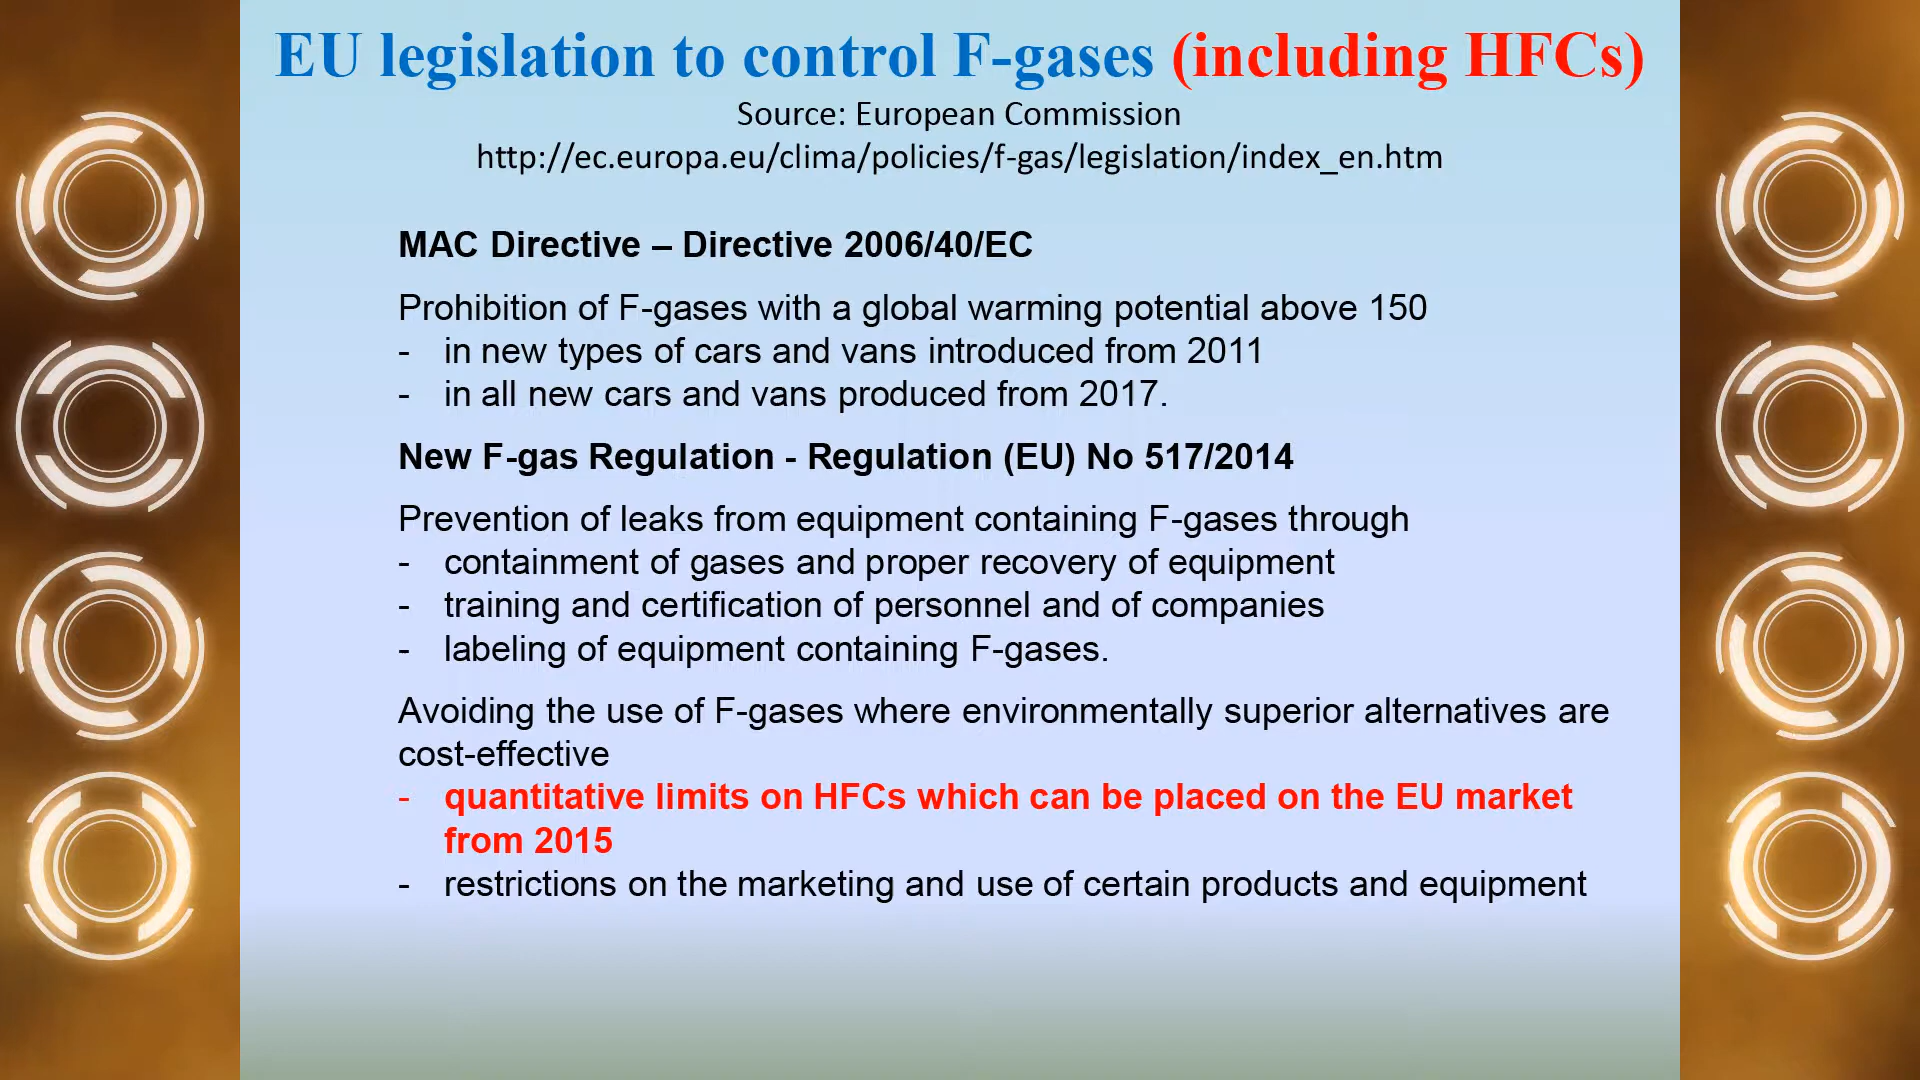 EU legislation to control F-gases (including HFCs)
Source: European Commission
http://ec.europa.eu/clima/policies/f-gas/legislation/index_en.htm
MAC Directive – Directive 2006/40/EC
Prohibition of F-gases with a global warming potential above 150
- in new types of cars and vans introduced from 2011
- in all new cars and vans produced from 2017.
New F-gas Regulation - Regulation (EU) No 517/2014
Prevention of leaks from equipment containing F-gases through
- containment of gases and proper recovery of equipment
- training and certification of personnel and of companies
- labeling of equipment containing F-gases.
Avoiding the use of F-gases where environmentally superior alternatives are
cost-effective
- quantitative limits on HFCs which can be placed on the EU market
from 2015
- restrictions on the marketing and use of certain products and equipment